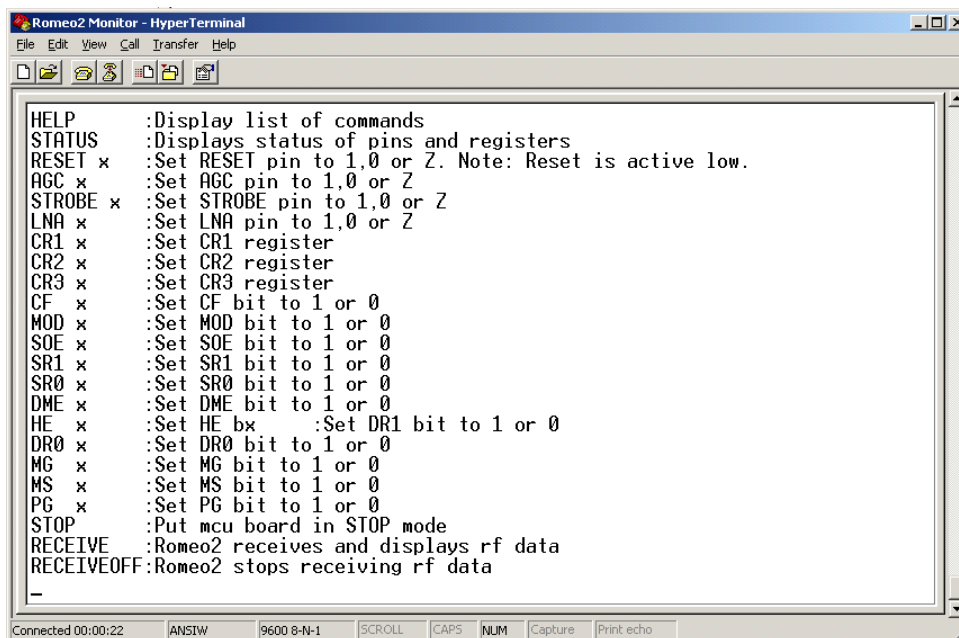 Romeo2 Monitor - HyperTerminal
File Edit View Call Transfer Help
HELP :Display list of commands
STATUS :Displays status of pins and registers
RESET x :Set RESET pin to 1,0 or Z. Note: Reset is active low.
AGC x :Set AGC pin to 1,0 or Z
STROBE x :Set STROBE pin to 1,0 or Z
LNA x :Set LNA pin to 1,0 or Z
CR1 x :Set CR1 register
CR2 x :Set CR2 register
CR3 x :Set CR3 register
CF x :Set CF bit to 1 or 0
MOD x :Set MOD bit to 1 or 0
SOE x :Set SOE bit to 1 or 0
SR1 x :Set SR1 bit to 1 or 0
SR0 x :Set SR0 bit to 1 or 0
DME x :Set DME bit to 1 or 0
HE x :Set HE bx :Set DR1 bit to 1 or 0
DR0 x :Set DR0 bit to 1 or 0
MG x :Set MG bit to 1 or 0
MS x :Set MS bit to 1 or 0
PG x :Set PG bit to 1 or 0
STOP :Put mcu board in STOP mode
RECEIVE :Romeo2 receives and displays rf data
RECEIVEOFF:Romeo2 stops receiving rf data
_
Connected 00:00:22 ANSIW 9600 8-N-1 SCROLL CAPS NUM Capture Print echo